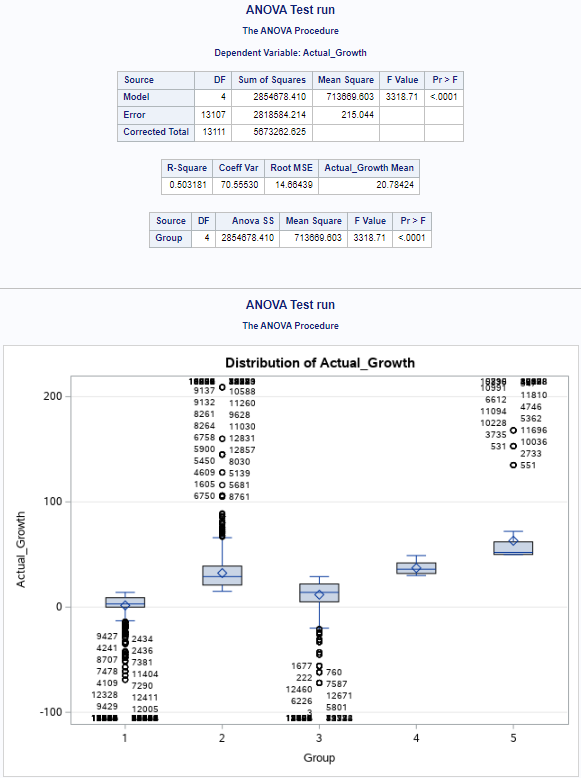 ANOVA Test run
The ANOVA Procedure
Dependent Variable: Actual_Growth
Source DF Sum of Squares Mean Square F Value Pr > F
Model 4 2854678.410 713669.603 3318.71 <.0001
Error 13107 2818584.214 215.044
Corrected Total 13111 5673262.625
R-Square Coeff Var Root MSE Actual_Growth Mean
0.503181 70.55530 14.66439 20.78424
Source DF Anova SS Mean Square F Value Pr > F
Group 4 2854678.410 713669.603 3318.71 <.0001
ANOVA Test run
The ANOVA Procedure
Distribution of Actual_Growth
200
9137 10588
9132 11260
8261 9628
8264 11030
6758 12831
5900 12857
5450 8030
4609 5139
1605 5681
6750 8761
10991 11810
6612 4746
11094 5362
10228 11696
3735 10036
531 2733
551
100
Actual_Growth
0
9427 2434
4241 2436
8707 7381
7478 11404
4109 7290
12328 12411
9429 12005
1677 760
222 7587
12460 12671
6226 5801
3
-100
1 2 3 4 5
Group